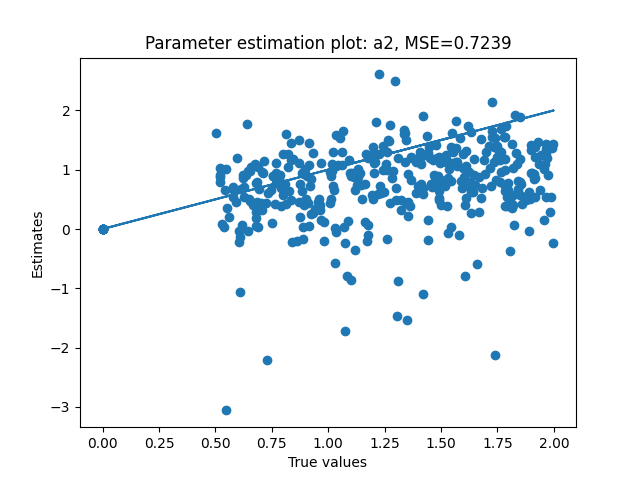 Parameter estimation plot: a2, MSE=0.7239
Estimates
2
1
0
−1
−2
−3
0.00 0.25 0.50 0.75 1.00 1.25 1.50 1.75 2.00
True values